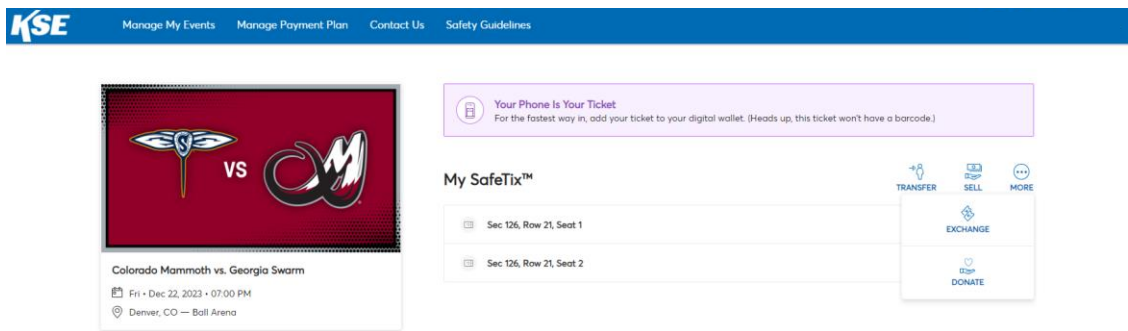 KSE
Manage My Events
Manage Payment Plan
Contact Us
Safety Guidelines
S
VS
M
Colorado Mammoth vs. Georgia Swarm
Fri • Dec 22, 2023 • 07:00 PM
Denver, CO — Ball Arena
Your Phone Is Your Ticket
For the fastest way in, add your ticket to your digital wallet. (Heads up, this ticket won't have a barcode.)
My SafeTix™
TRANSFER
SELL
MORE
Sec 126, Row 21, Seat 1
Sec 126, Row 21, Seat 2
EXCHANGE
DONATE